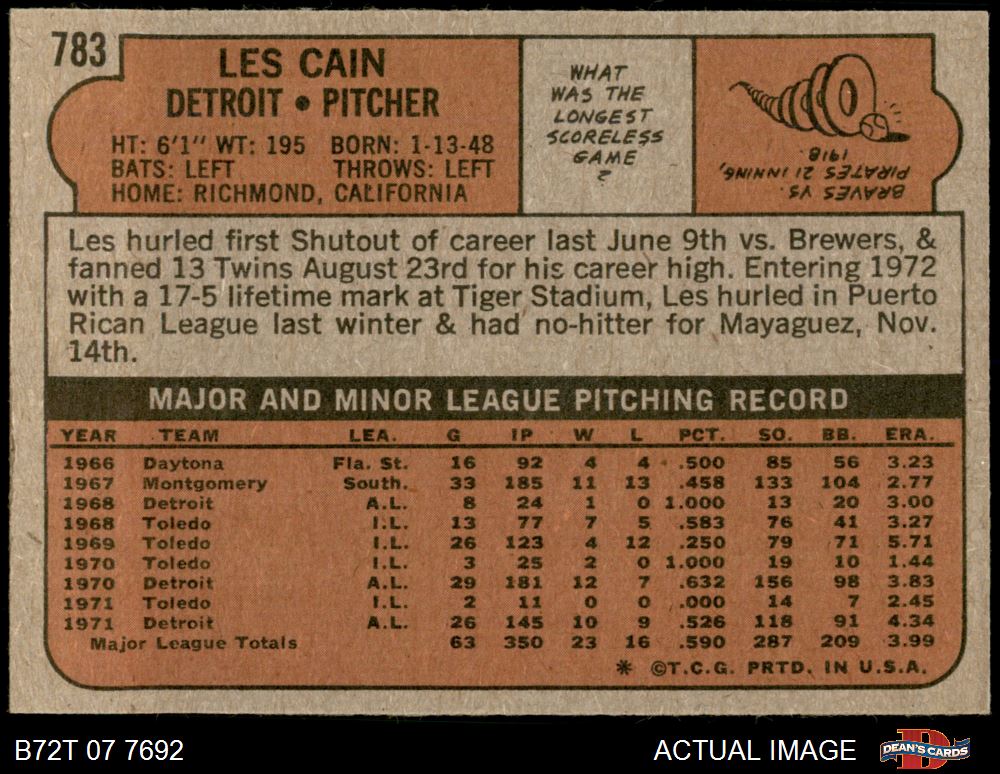 783
LES CAIN
DETROIT • PITCHER
HT: 6'1" WT: 195 BORN: 1-13-48
BATS: LEFT THROWS: LEFT
HOME: RICHMOND, CALIFORNIA
WHAT
WAS THE
LONGEST
SCORELESS
GAME
?
BRAVES VS.
PIRATES 21 INNING,
1918
Les hurled first Shutout of career last June 9th vs. Brewers, &
fanned 13 Twins August 23rd for his career high. Entering 1972
with a 17-5 lifetime mark at Tiger Stadium, Les hurled in Puerto
Rican League last winter & had no-hitter for Mayaguez, Nov.
14th.
MAJOR AND MINOR LEAGUE PITCHING RECORD
YEAR TEAM LEA. G IP W L PCT. SO. BB. ERA.
1966 Daytona Fla. St. 16 92 4 4 .500 85 56 3.23
1967 Montgomery South. 33 185 11 13 .458 133 104 2.77
1968 Detroit A.L. 8 24 1 0 1.000 13 20 3.00
1968 Toledo I.L. 13 77 7 5 .583 76 41 3.27
1969 Toledo I.L. 26 123 4 12 .250 79 71 5.71
1970 Toledo I.L. 3 25 2 0 1.000 19 10 1.44
1970 Detroit A.L. 29 181 12 7 .632 156 98 3.83
1971 Toledo I.L. 2 11 0 0 .000 14 7 2.45
1971 Detroit A.L. 26 145 10 9 .526 118 91 4.34
Major League Totals 63 350 23 16 .590 287 209 3.99
* ©T.C.G. PRTD. IN U.S.A.
B72T 07 7692
ACTUAL IMAGE
DEAN'S CARDS